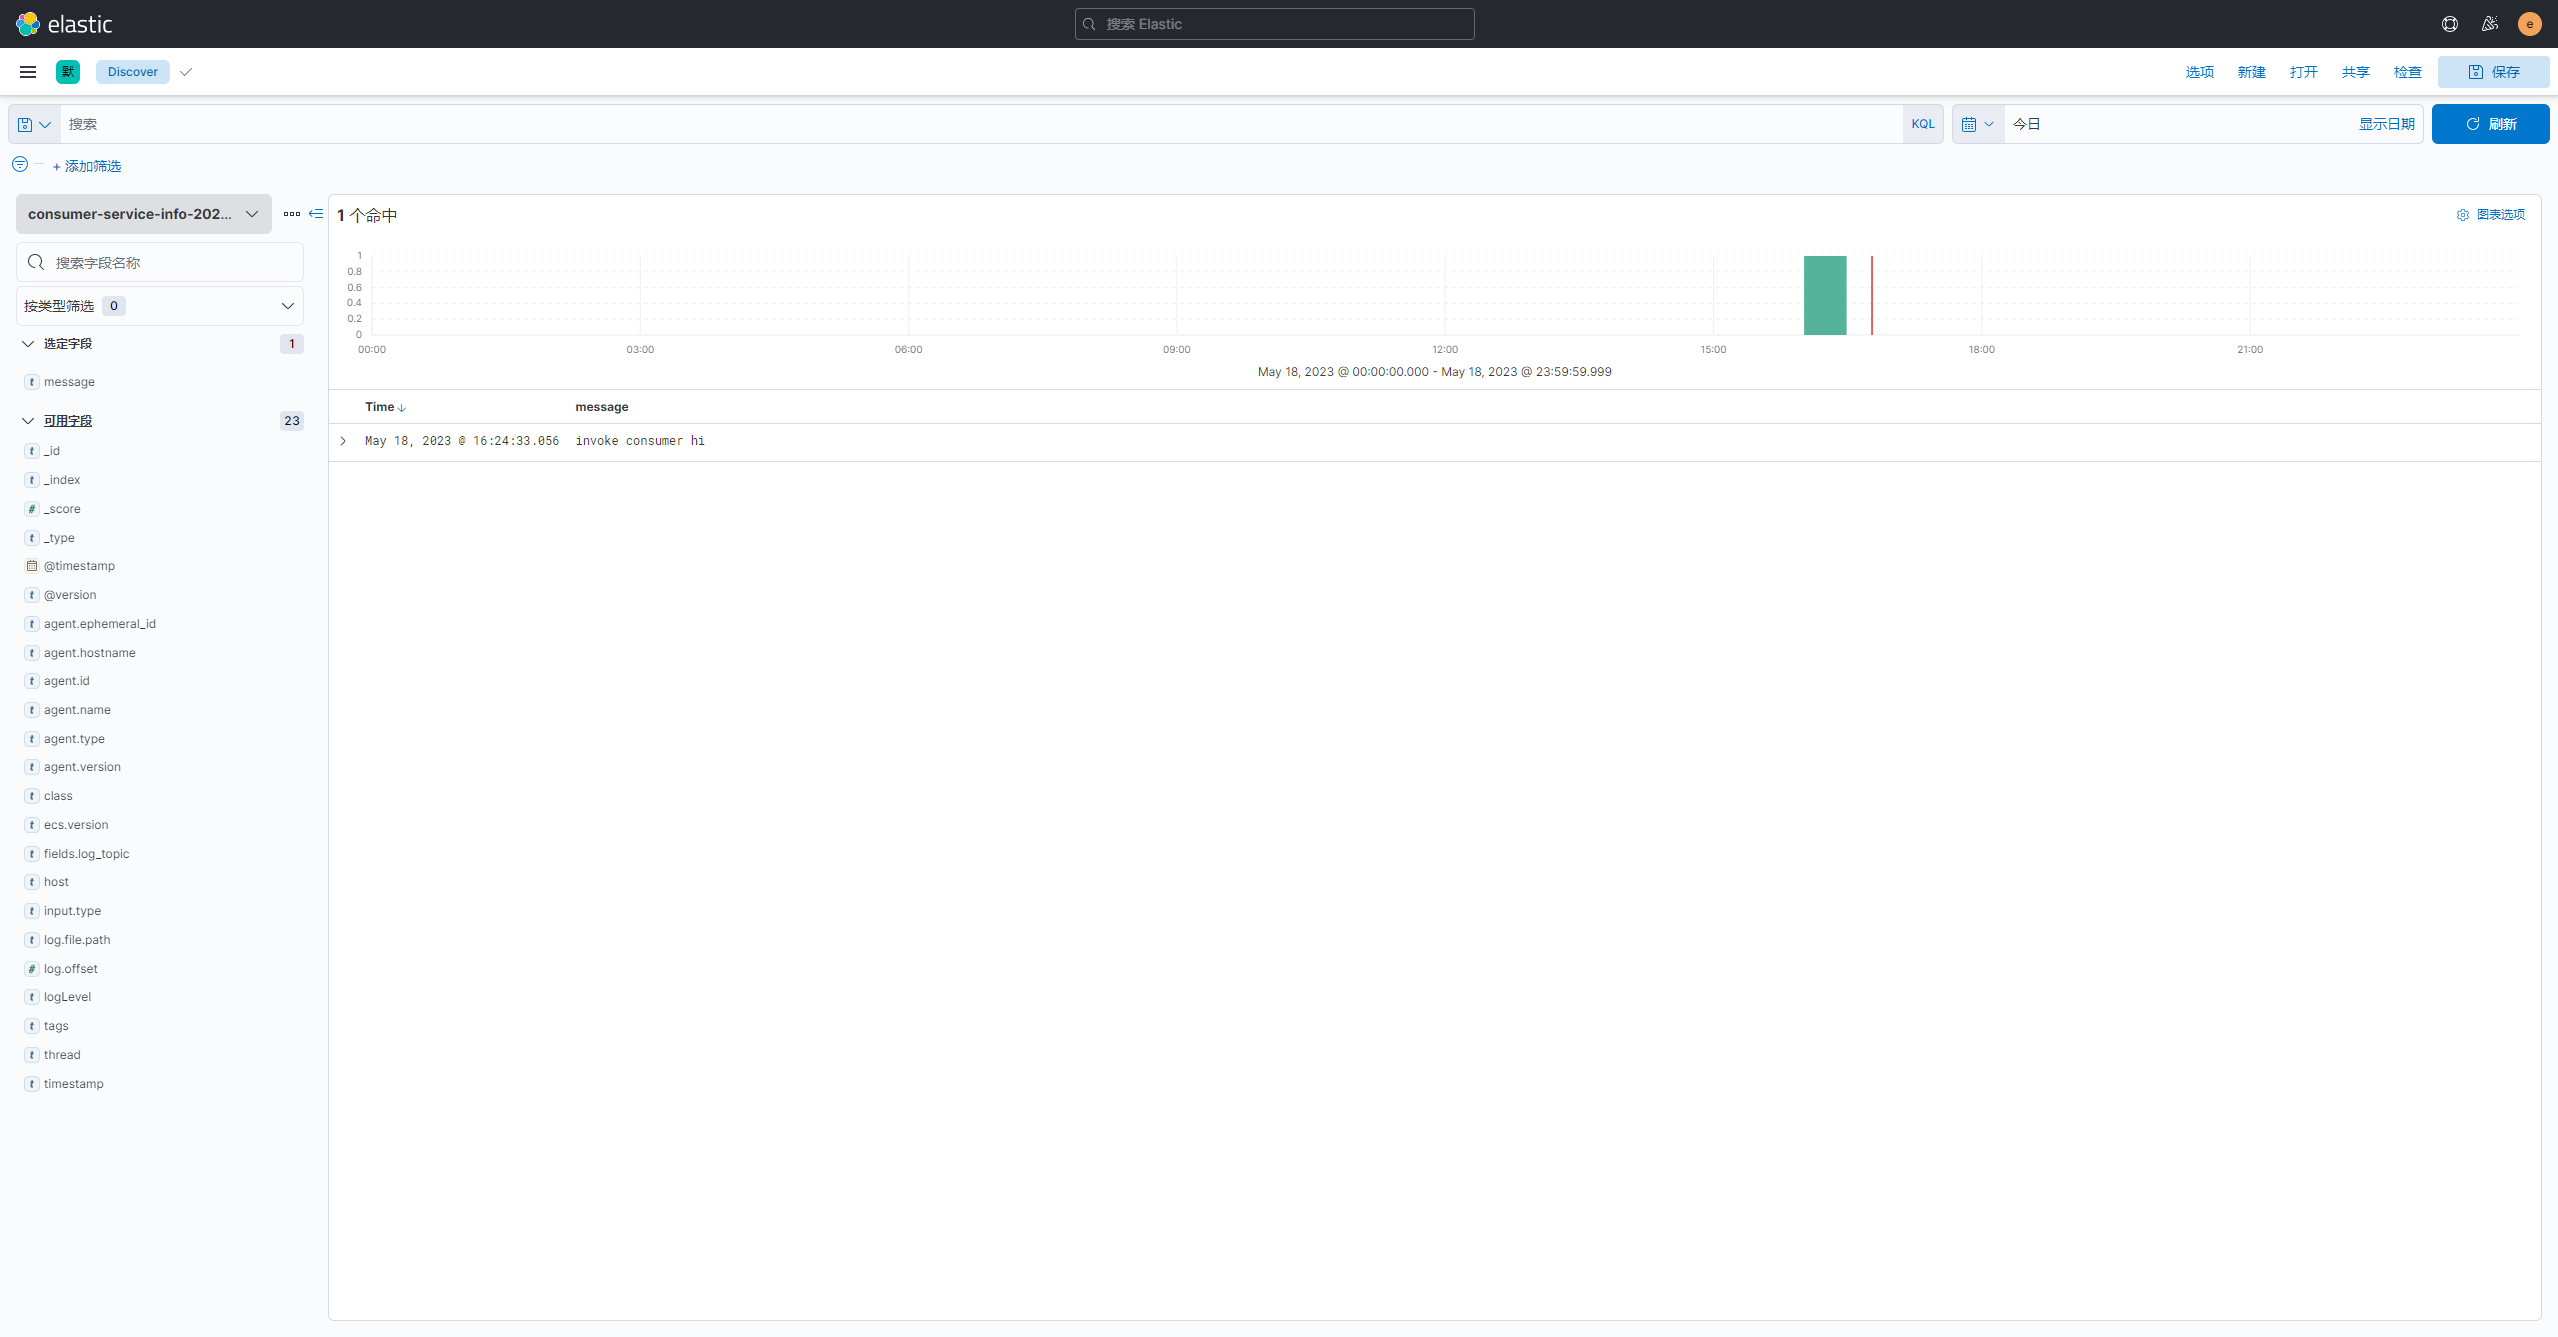 elastic
搜索 Elastic
e
默
Discover
选项 新建 打开 共享 检查 保存
搜索
KQL
今日
显示日期
刷新
+ 添加筛选
consumer-service-info-202...
搜索字段名称
按类型筛选 0
选定字段 1
t message
可用字段 23
t _id
t _index
# _score
t _type
@timestamp
t @version
t agent.ephemeral_id
t agent.hostname
t agent.id
t agent.name
t agent.type
t agent.version
t class
t ecs.version
t fields.log_topic
t host
t input.type
t log.file.path
# log.offset
t logLevel
t tags
t thread
t timestamp
1 个命中
图表选项
1
0.8
0.6
0.4
0.2
0
00:00 03:00 06:00 09:00 12:00 15:00 18:00 21:00
May 18, 2023 @ 00:00:00.000 - May 18, 2023 @ 23:59:59.999
Time message
May 18, 2023 @ 16:24:33.056 invoke consumer hi